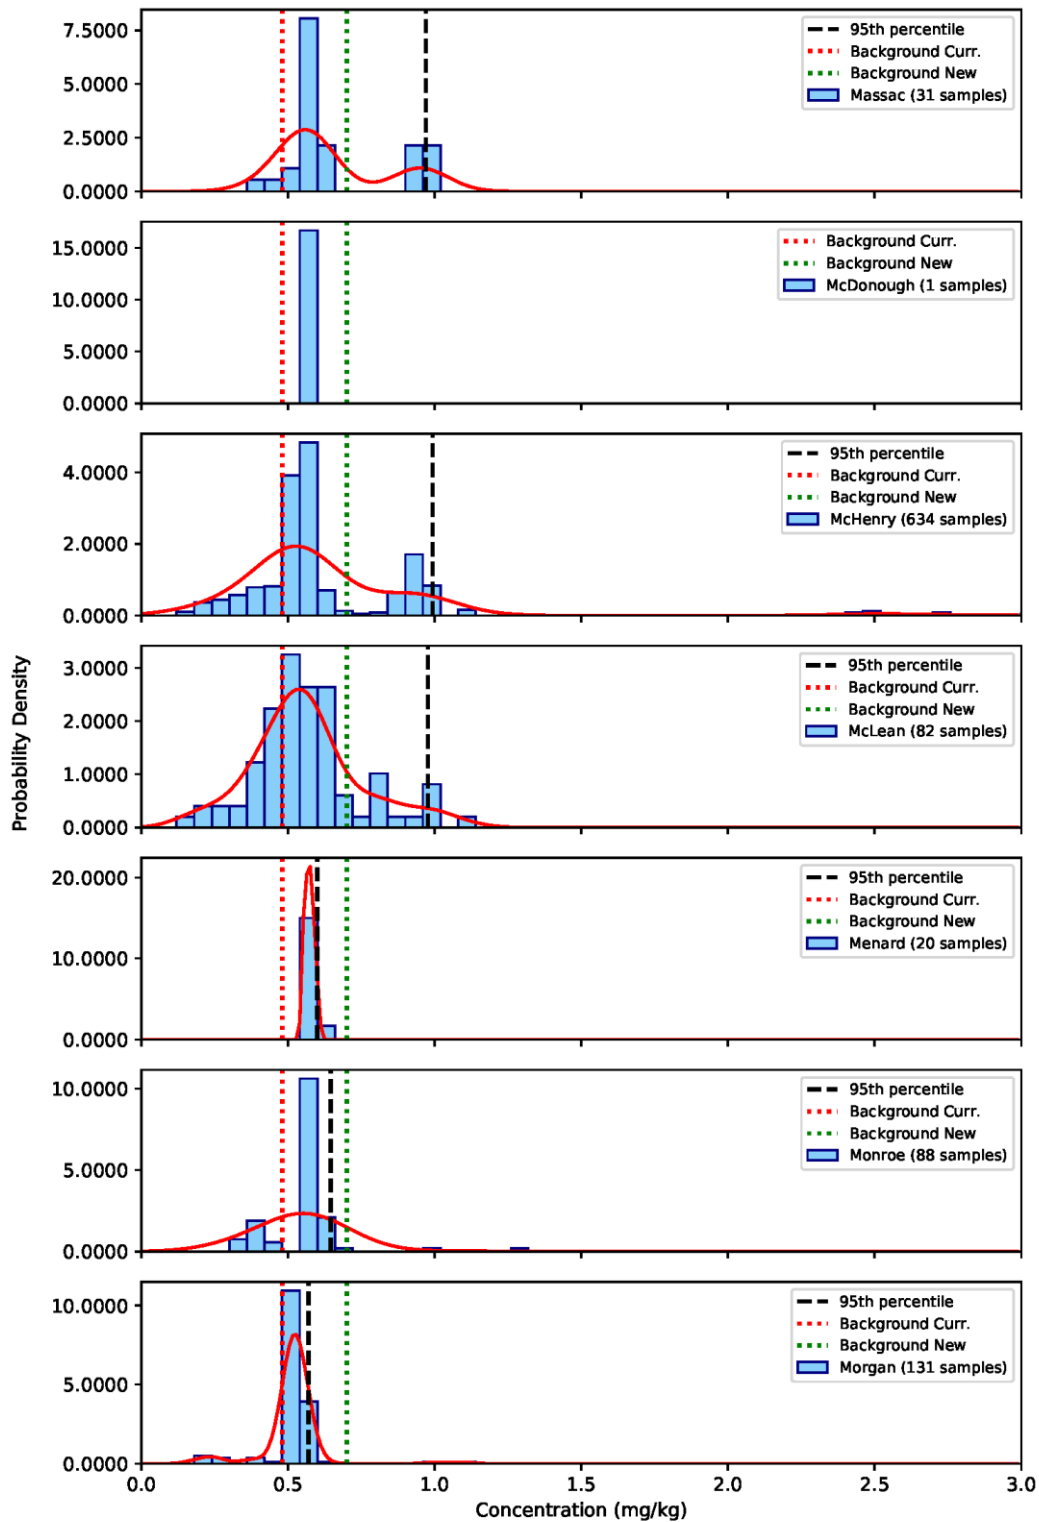 7.5000
5.0000
2.5000
0.0000
95th percentile
Background Curr.
Background New
Massac (31 samples)
15.0000
10.0000
5.0000
0.0000
Background Curr.
Background New
McDonough (1 samples)
4.0000
2.0000
0.0000
95th percentile
Background Curr.
Background New
McHenry (634 samples)
Probability Density
3.0000
2.0000
1.0000
0.0000
95th percentile
Background Curr.
Background New
McLean (82 samples)
20.0000
10.0000
0.0000
95th percentile
Background Curr.
Background New
Menard (20 samples)
10.0000
5.0000
0.0000
95th percentile
Background Curr.
Background New
Monroe (88 samples)
10.0000
5.0000
0.0000
95th percentile
Background Curr.
Background New
Morgan (131 samples)
0.0 0.5 1.0 1.5 2.0 2.5 3.0
Concentration (mg/kg)